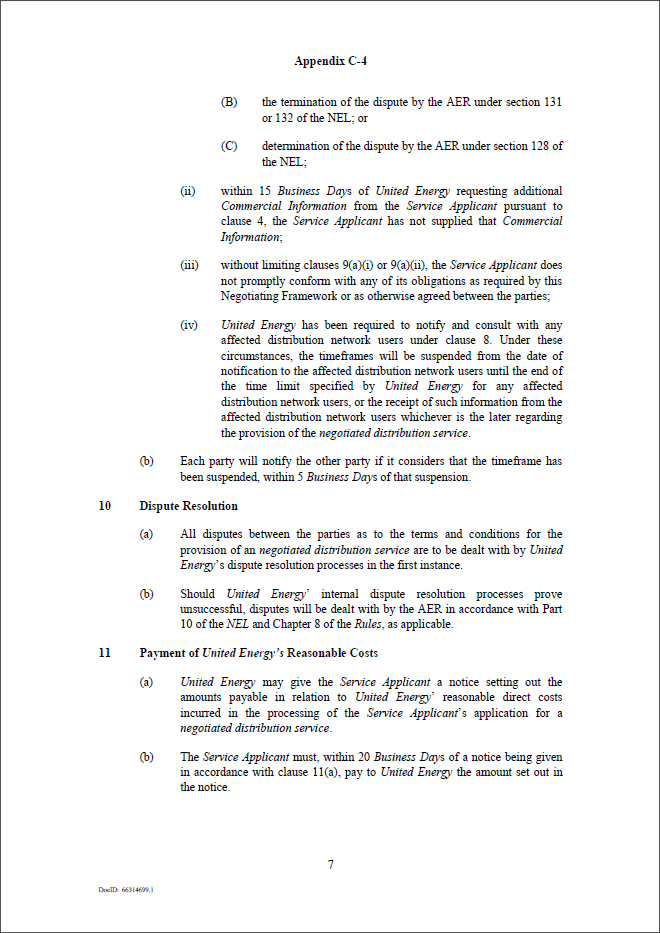 Appendix C-4
(B) the termination of the dispute by the AER under section 131
or 132 of the NEL; or
(C) determination of the dispute by the AER under section 128 of
the NEL;
(ii) within 15 Business Days of United Energy requesting additional
Commercial Information from the Service Applicant pursuant to
clause 4, the Service Applicant has not supplied that Commercial
Information;
(iii) without limiting clauses 9(a)(i) or 9(a)(ii), the Service Applicant does
not promptly conform with any of its obligations as required by this
Negotiating Framework or as otherwise agreed between the parties;
(iv) United Energy has been required to notify and consult with any
affected distribution network users under clause 8. Under these
circumstances, the timeframes will be suspended from the date of
notification to the affected distribution network users until the end of
the time limit specified by United Energy for any affected
distribution network users, or the receipt of such information from the
affected distribution network users whichever is the later regarding
the provision of the negotiated distribution service.
(b) Each party will notify the other party if it considers that the timeframe has
been suspended, within 5 Business Days of that suspension.
10 Dispute Resolution
(a) All disputes between the parties as to the terms and conditions for the
provision of an negotiated distribution service are to be dealt with by United
Energy's dispute resolution processes in the first instance.
(b) Should United Energy' internal dispute resolution processes prove
unsuccessful, disputes will be dealt with by the AER in accordance with Part
10 of the NEL and Chapter 8 of the Rules, as applicable.
11 Payment of United Energy's Reasonable Costs
(a) United Energy may give the Service Applicant a notice setting out the
amounts payable in relation to United Energy' reasonable direct costs
incurred in the processing of the Service Applicant's application for a
negotiated distribution service.
(b) The Service Applicant must, within 20 Business Days of a notice being given
in accordance with clause 11(a), pay to United Energy the amount set out in
the notice.
7
DocID: 66314699.1